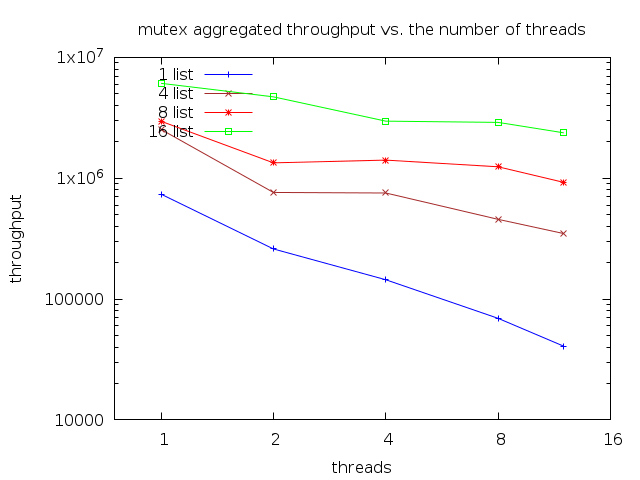 mutex aggregated throughput vs. the number of threads
1x10^7
1x10^6
100000
10000
throughput
1 list
4 list
8 list
16 list
1 2 4 8 16
threads